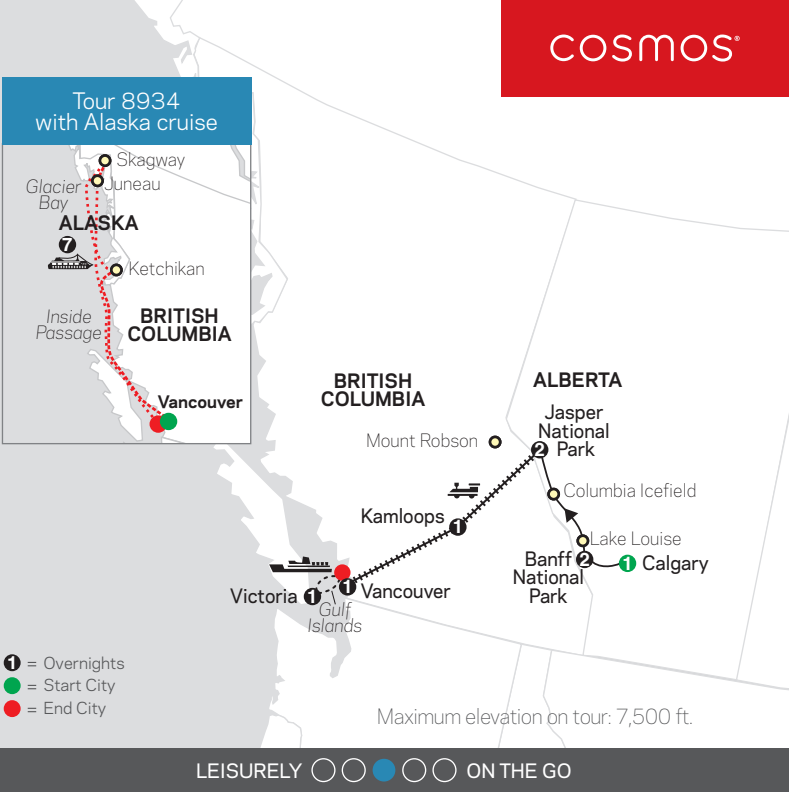 COSMOS®
Tour 8934
with Alaska cruise
Skagway
Juneau
Glacier
Bay
ALASKA
7
Ketchikan
Inside
Passage
BRITISH
COLUMBIA
Vancouver
BRITISH
COLUMBIA
ALBERTA
Jasper
National
2 Park
Mount Robson
Columbia Icefield
Kamloops
1
Lake Louise
Banff 2
National
Park
1 Calgary
Victoria 1
1 Vancouver
Gulf
Islands
1 = Overnights
= Start City
= End City
Maximum elevation on tour: 7,500 ft.
LEISURELY ON THE GO